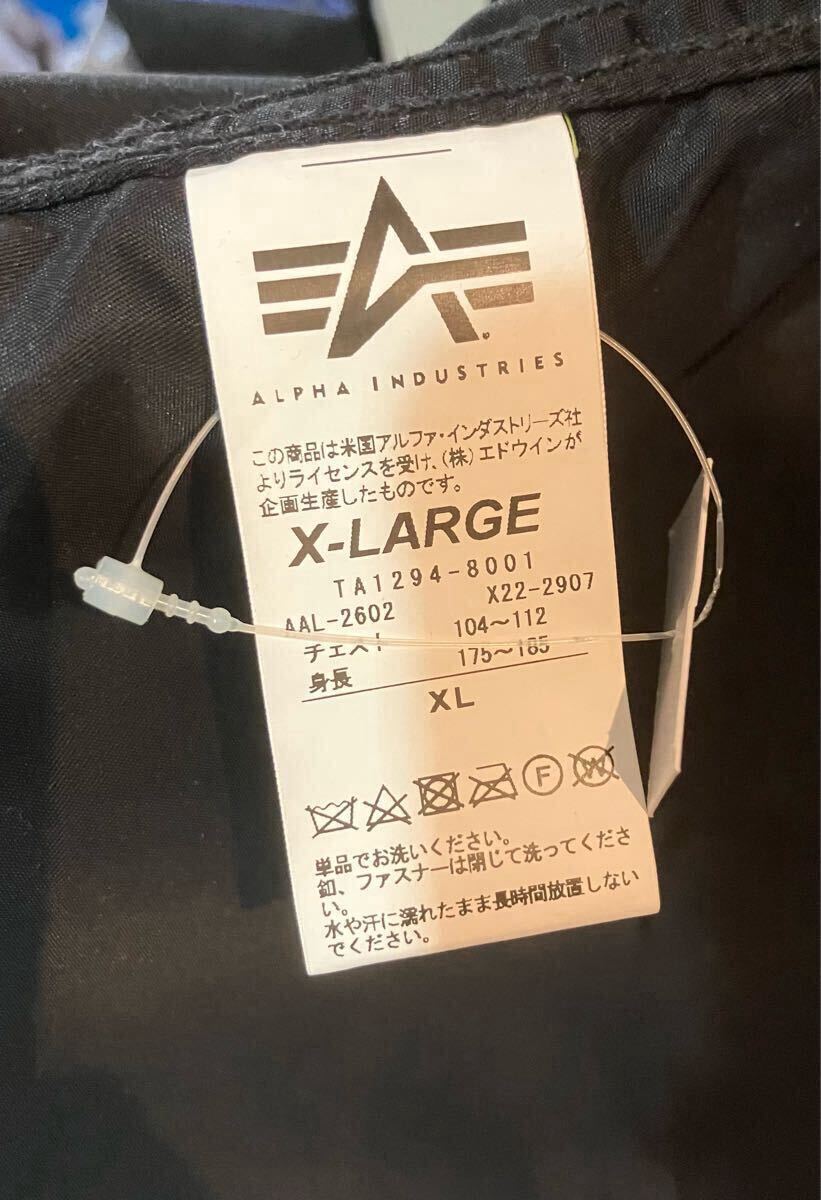 ALPHA INDUSTRIES
この商品は米国アルファ・インダストリーズ社
よりライセンスを受け、(株)エドウインが
企画生産したものです。
X-LARGE
TA1294-8001
AAL-2602 X22-2907
チェスト 104～112
身長 175～185
XL
F W
単品でお洗いください。
釦、ファスナーは閉じて洗ってくださ
い。
水や汗に濡れたまま長時間放置しない
でください。